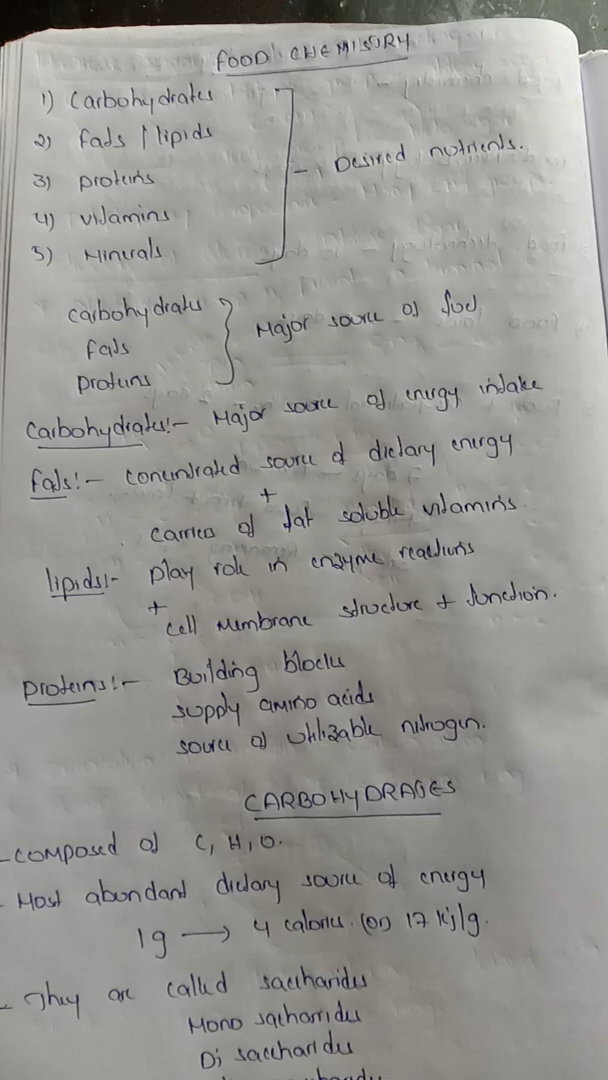 FOOD CHEMISTRY
1) Carbohydrates
2) fats / lipids
3) proteins
4) vitamins
5) Minerals
- Desired nutrients.
Carbohydrates
fats
proteins
Major source of food
Carbohydrates:- Major source of energy intake
fats:- concentrated source of dietary energy
+
carries of fat soluble vitamins
lipids:- play role in enzyme reactions
+
cell membrane structure + function.
proteins:- Building blocks
supply amino acids
source of utilizable nitrogen.
CARBOHYDRATES
- composed of C, H, O.
- Most abundant dietary source of energy
1g → 4 calories. (or) 17 kj/g.
- They are called saccharides
Mono saccharides
Di saccharides